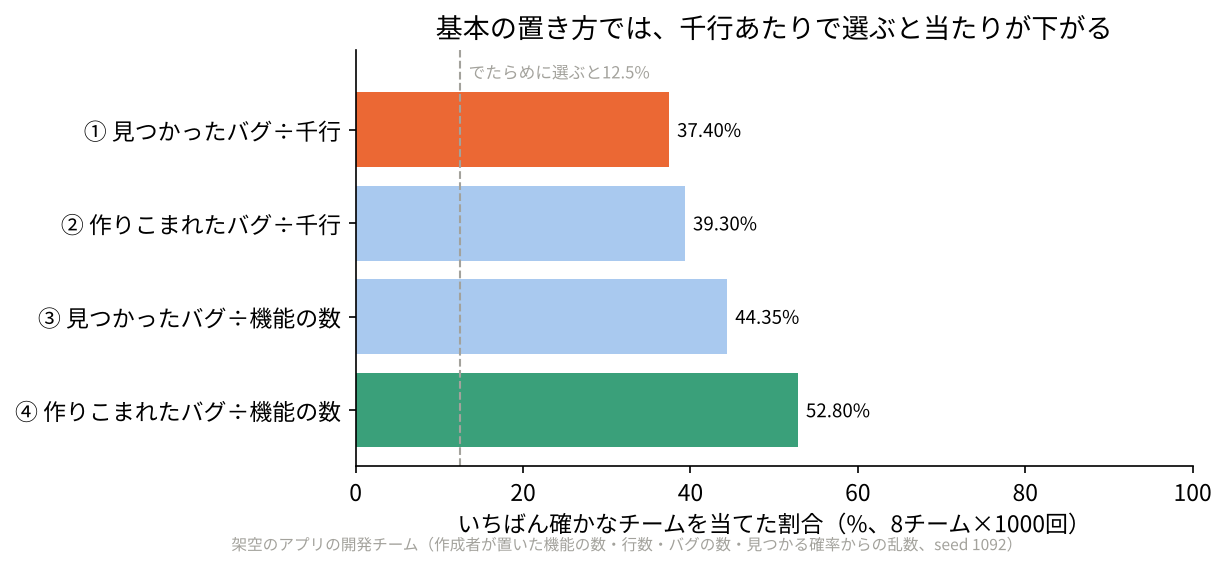 基本の置き方では、千行あたりで選ぶと当たりが下がる
でたらめに選ぶと12.5%
① 見つかったバグ÷千行
37.40%
② 作りこまれたバグ÷千行
39.30%
③ 見つかったバグ÷機能の数
44.35%
④ 作りこまれたバグ÷機能の数
52.80%
0 20 40 60 80 100
いちばん確かなチームを当てた割合（%、8チーム×1000回）
架空のアプリの開発チーム（作成者が置いた機能の数・行数・バグの数・見つかる確率からの乱数、seed 1092）